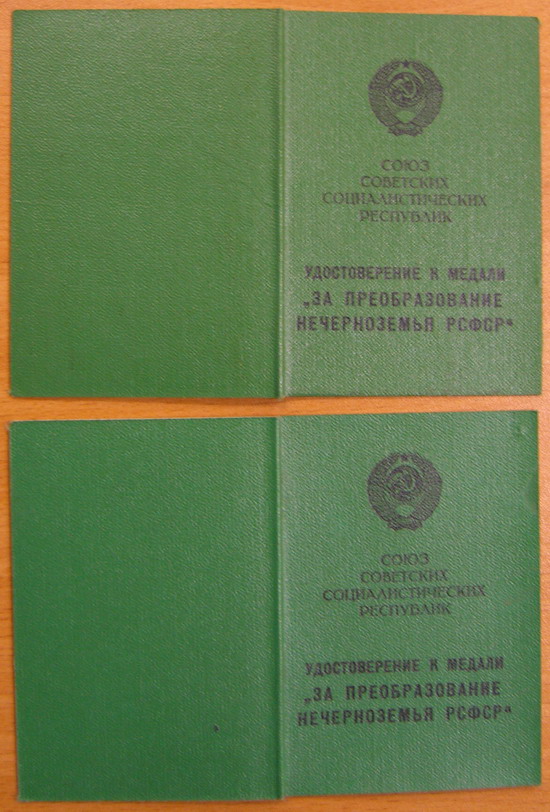 СОЮЗ
СОВЕТСКИХ
СОЦИАЛИСТИЧЕСКИХ
РЕСПУБЛИК
УДОСТОВЕРЕНИЕ К МЕДАЛИ
„ЗА ПРЕОБРАЗОВАНИЕ
НЕЧЕРНОЗЕМЬЯ РСФСР“
СОЮЗ
СОВЕТСКИХ
СОЦИАЛИСТИЧЕСКИХ
РЕСПУБЛИК
УДОСТОВЕРЕНИЕ К МЕДАЛИ
„ЗА ПРЕОБРАЗОВАНИЕ
НЕЧЕРНОЗЕМЬЯ РСФСР“